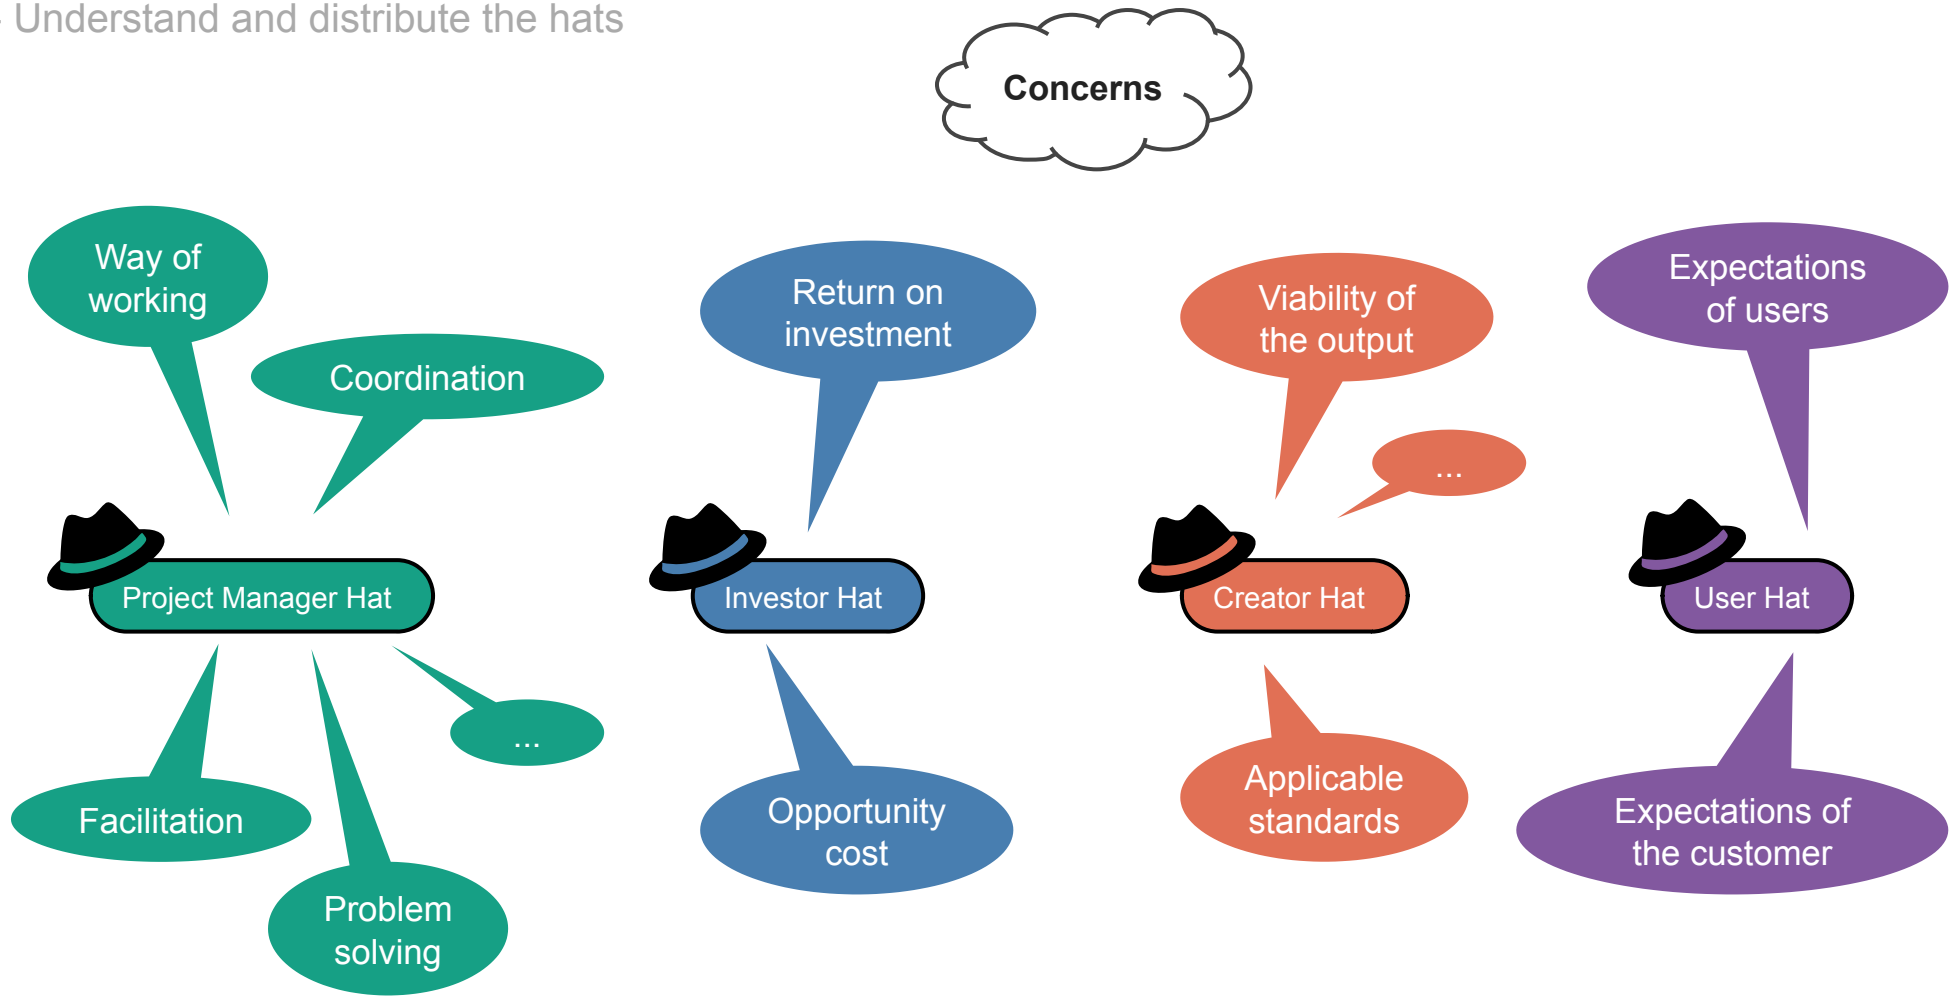 - Understand and distribute the hats
Concerns
Way of
working
Coordination
Return on
investment
Viability of
the output
...
Expectations
of users
Project Manager Hat
Investor Hat
Creator Hat
User Hat
...
Facilitation
Problem
solving
Opportunity
cost
Applicable
standards
Expectations of
the customer